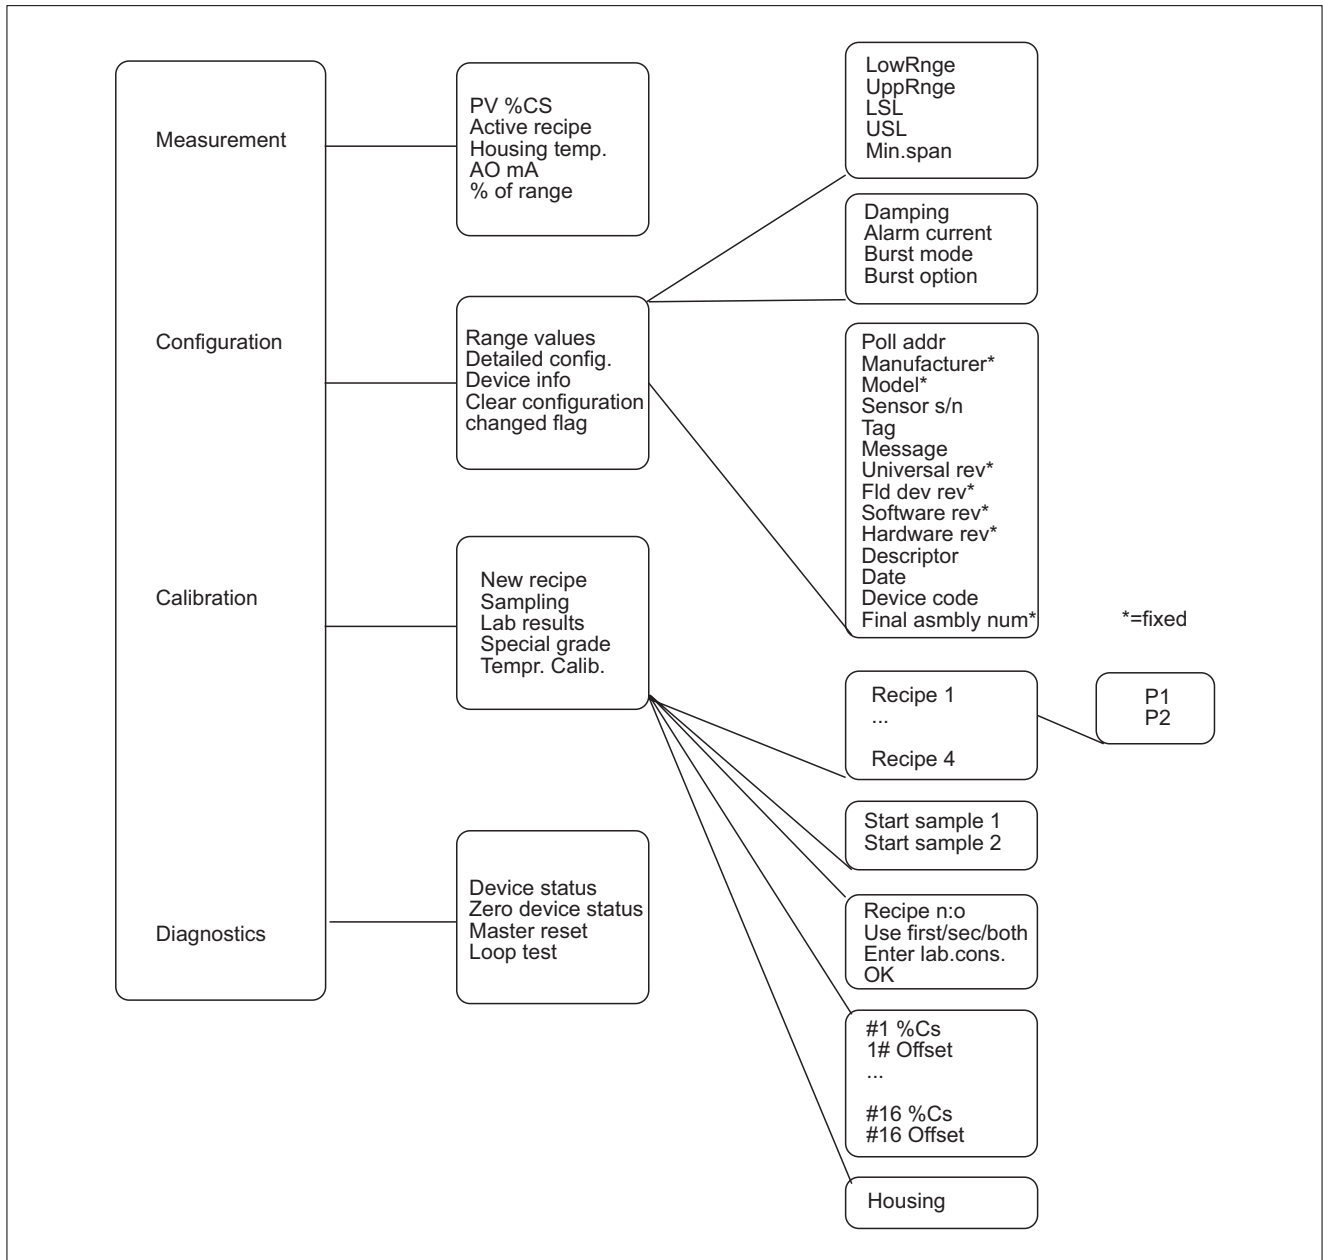 Measurement
Configuration
Calibration
Diagnostics
PV %CS
Active recipe
Housing temp.
AO mA
% of range
Range values
Detailed config.
Device info
Clear configuration
changed flag
New recipe
Sampling
Lab results
Special grade
Tempr. Calib.
Device status
Zero device status
Master reset
Loop test
LowRnge
UppRnge
LSL
USL
Min.span
Damping
Alarm current
Burst mode
Burst option
Poll addr
Manufacturer*
Model*
Sensor s/n
Tag
Message
Universal rev*
Fld dev rev*
Software rev*
Hardware rev*
Descriptor
Date
Device code
Final asmbly num*
*=fixed
Recipe 1
...
Recipe 4
P1
P2
Start sample 1
Start sample 2
Recipe n:o
Use first/sec/both
Enter lab.cons.
OK
#1 %Cs
1# Offset
...
#16 %Cs
#16 Offset
Housing